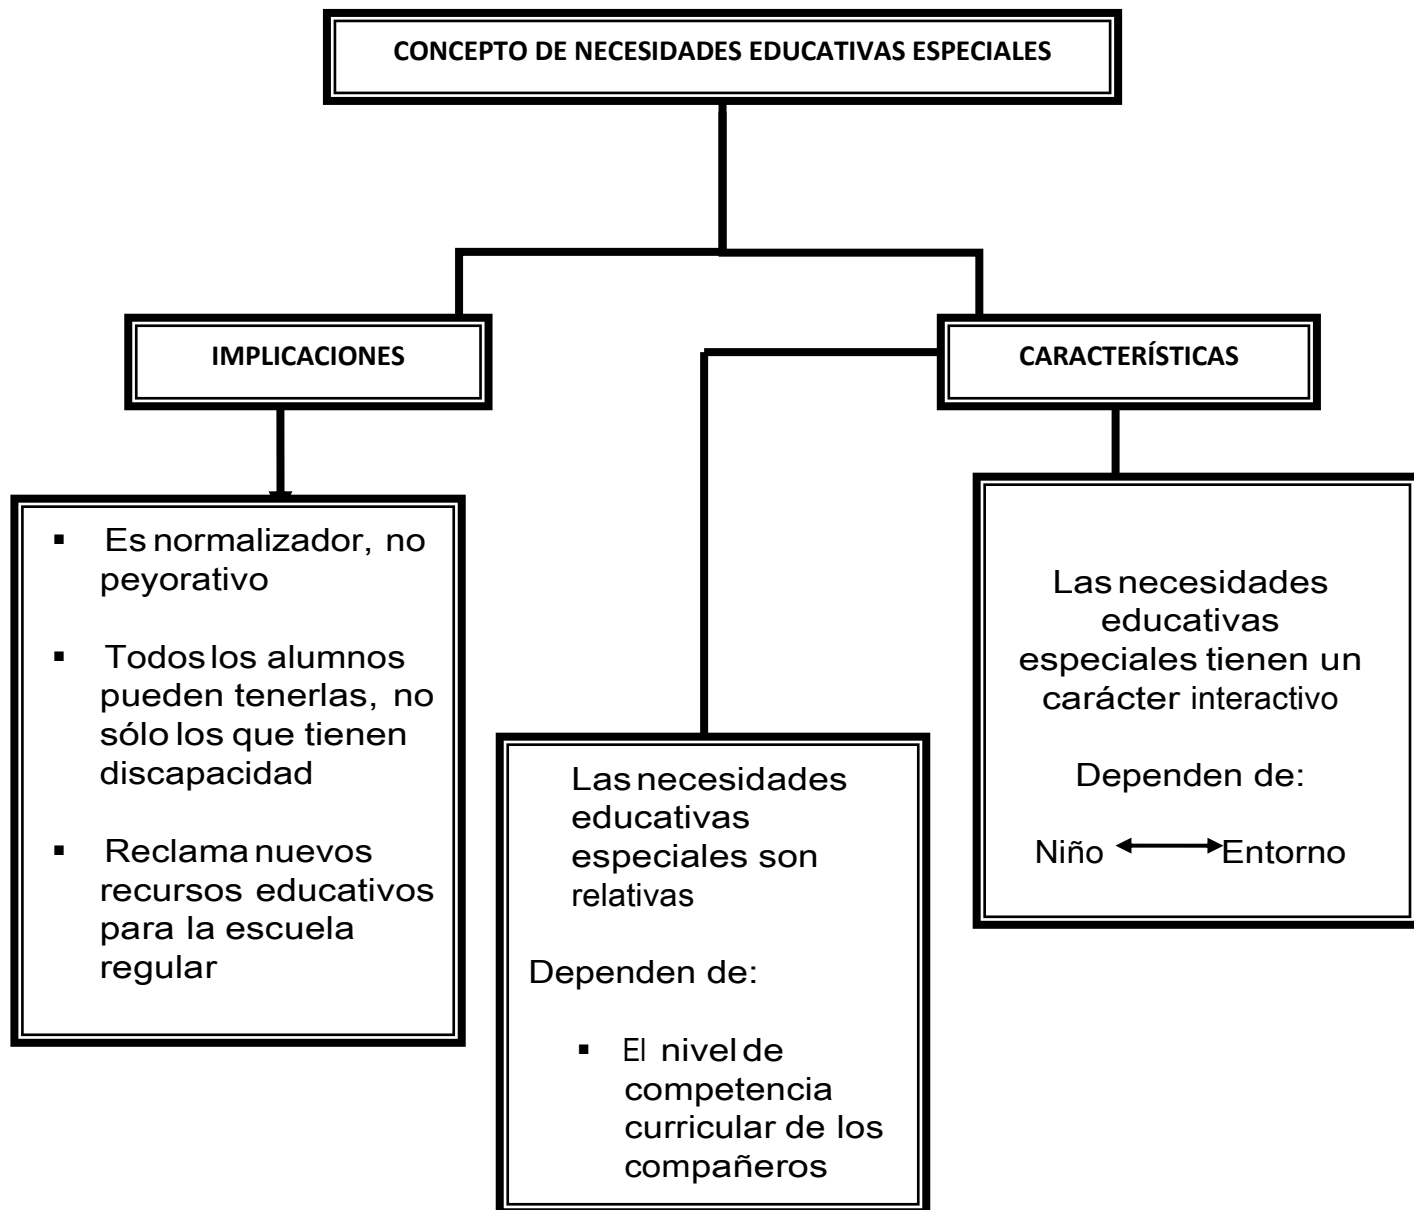 CONCEPTO DE NECESIDADES EDUCATIVAS ESPECIALES
IMPLICACIONES
CARACTERÍSTICAS
▪ Es normalizador, no
peyorativo
▪ Todos los alumnos
pueden tenerlas, no
sólo los que tienen
discapacidad
▪ Reclama nuevos
recursos educativos
para la escuela
regular
Las necesidades
educativas
especiales son
relativas
Dependen de:
▪ El nivel de
competencia
curricular de los
compañeros
Las necesidades
educativas
especiales tienen un
carácter interactivo
Dependen de:
Niño ↔ Entorno